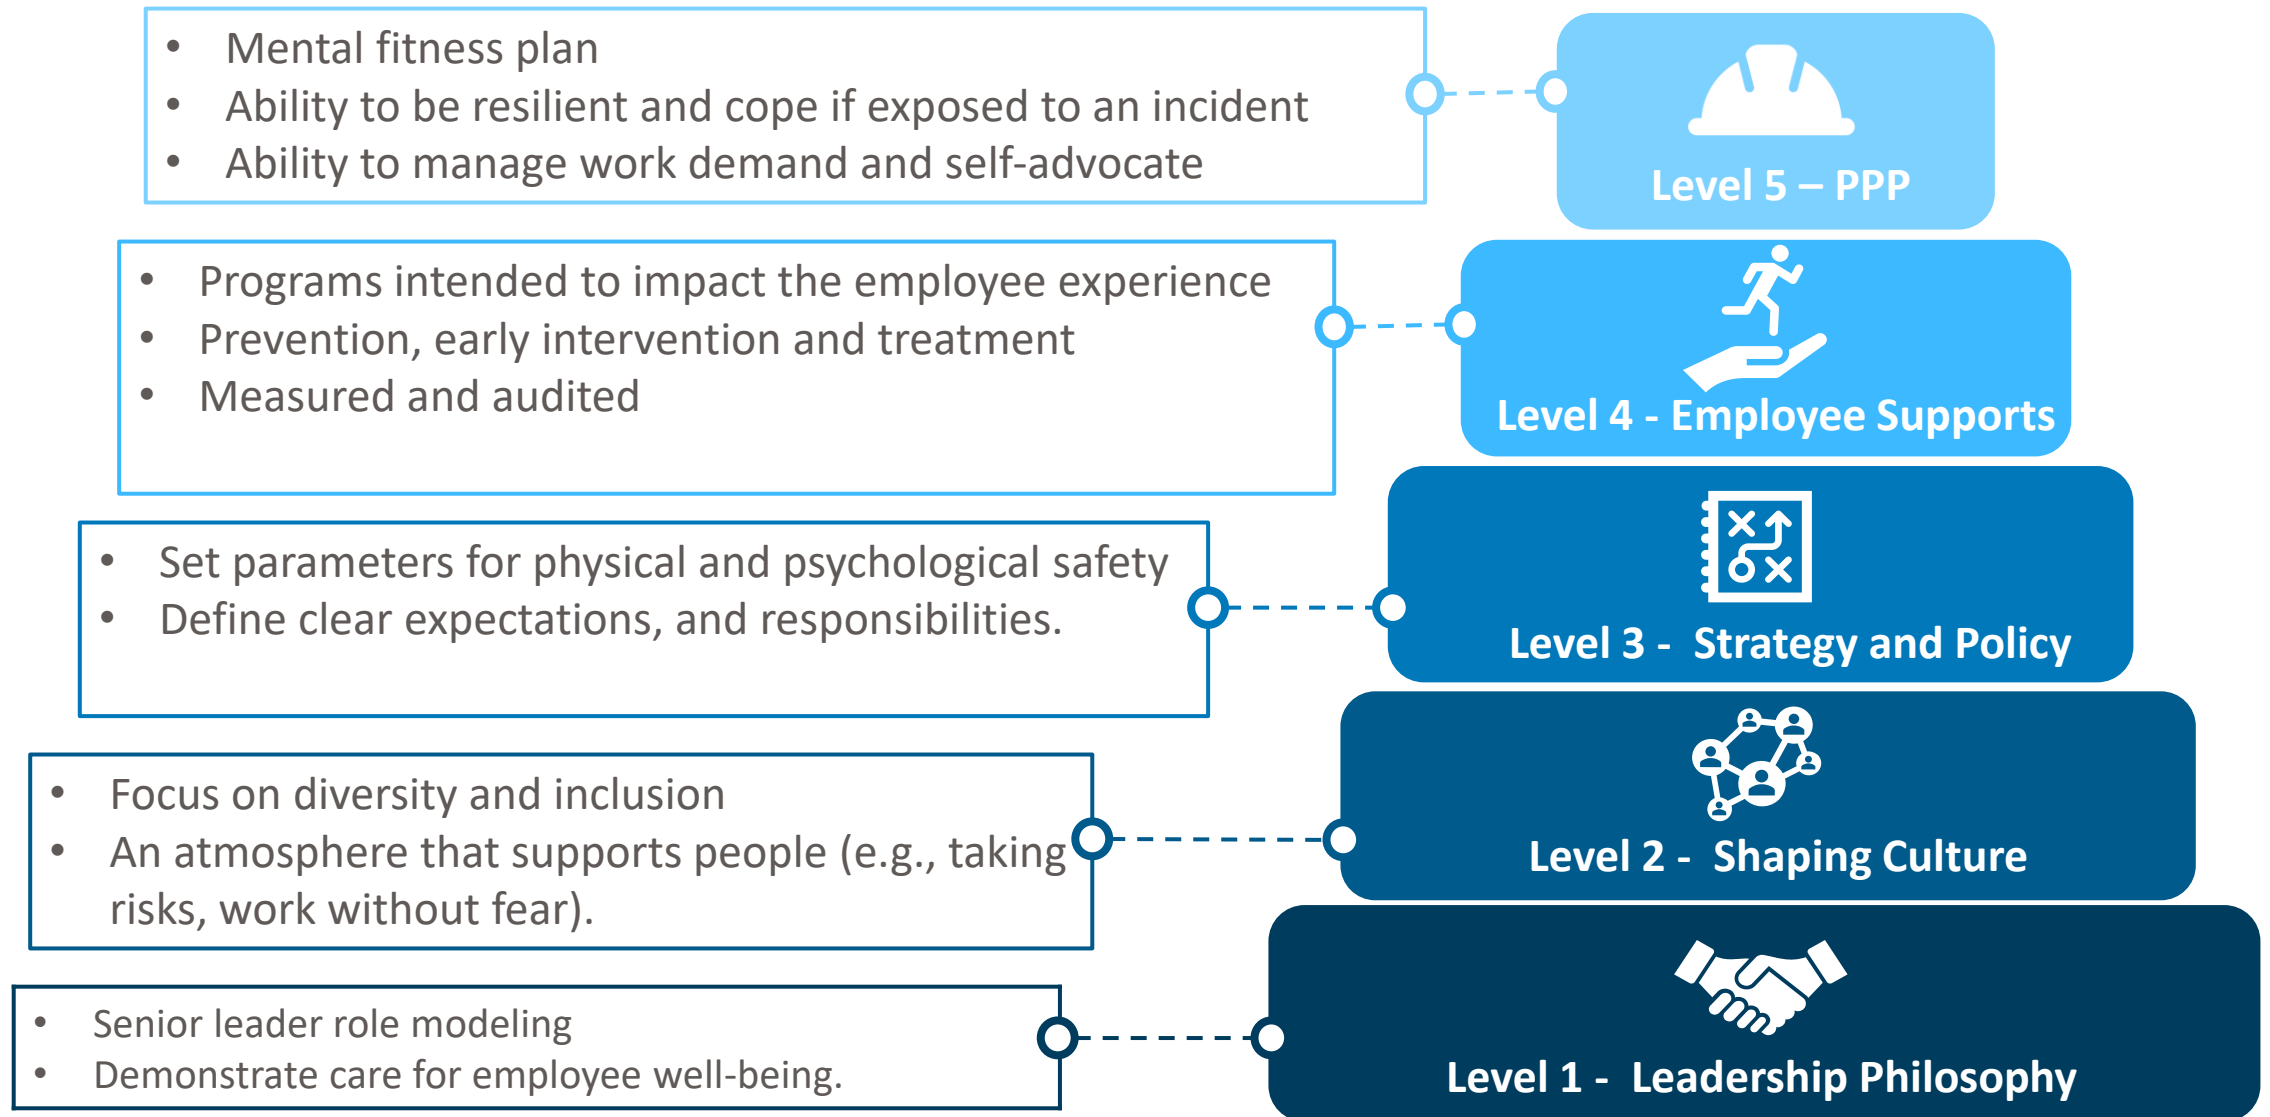 • Mental fitness plan
• Ability to be resilient and cope if exposed to an incident
• Ability to manage work demand and self-advocate
Level 5 – PPP
• Programs intended to impact the employee experience
• Prevention, early intervention and treatment
• Measured and audited
Level 4 - Employee Supports
• Set parameters for physical and psychological safety
• Define clear expectations, and responsibilities.
Level 3 - Strategy and Policy
• Focus on diversity and inclusion
• An atmosphere that supports people (e.g., taking
risks, work without fear).
Level 2 - Shaping Culture
• Senior leader role modeling
• Demonstrate care for employee well-being.
Level 1 - Leadership Philosophy